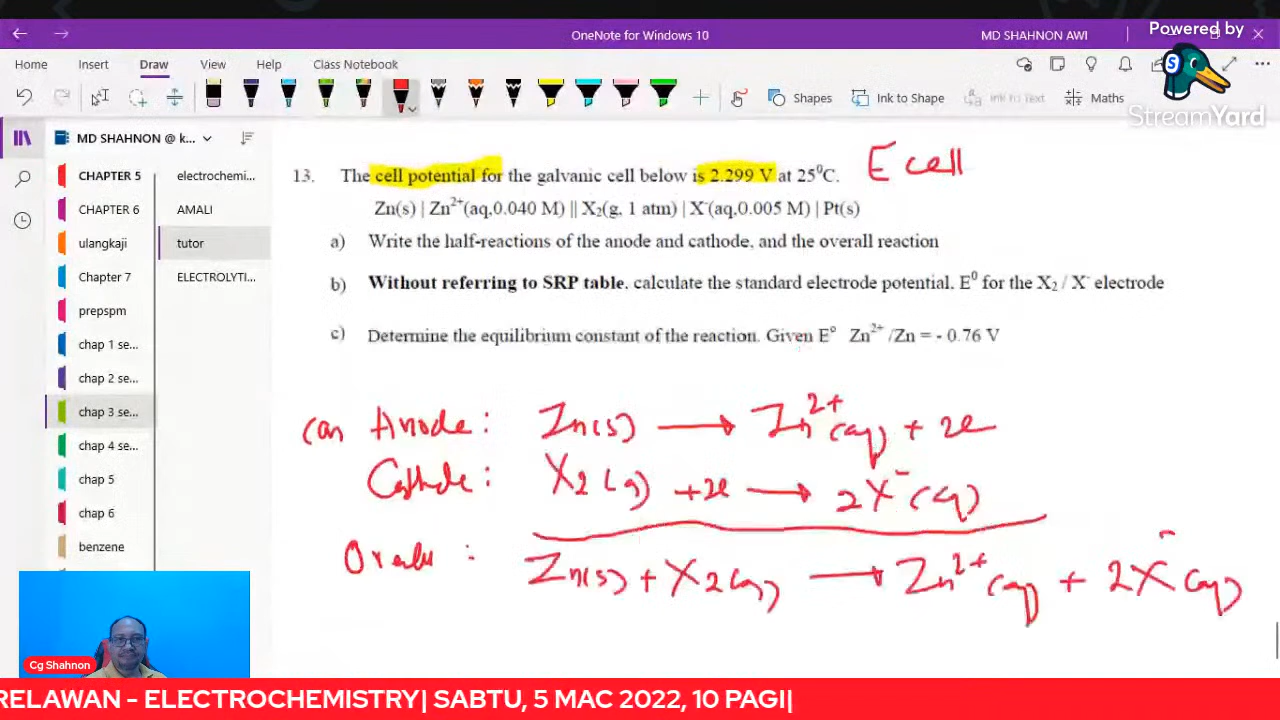 Powered by
StreamYard
OneNote for Windows 10
MD SHAHNON AWI
Home Insert Draw View Help Class Notebook
Shapes Ink to Shape Ink to Text Maths
MD SHAHNON @ k...
CHAPTER 5
CHAPTER 6
ulangkaji
Chapter 7
prepspm
chap 1 se...
chap 2 se...
chap 3 se...
chap 4 se...
chap 5
chap 6
benzene
electrochemi...
AMALI
tutor
ELECTROLYTI...
13. The cell potential for the galvanic cell below is 2.299 V at 25⁰C.
E cell
Zn(s) | Zn²⁺(aq,0.040 M) || X₂(g, 1 atm) | X⁻(aq,0.005 M) | Pt(s)
a) Write the half-reactions of the anode and cathode, and the overall reaction
b) Without referring to SRP table, calculate the standard electrode potential, E⁰ for the X₂ / X⁻ electrode
c) Determine the equilibrium constant of the reaction. Given E° Zn²⁺ /Zn = - 0.76 V
(a) Anode : Zn(s) → Zn²⁺(aq) + 2e
Cathode : X₂(g) +2e → 2X⁻(aq)
Zn(s) + X₂(g) → Zn²⁺(aq) + 2X⁻(aq)
Cg Shahnon
RELAWAN - ELECTROCHEMISTRY| SABTU, 5 MAC 2022, 10 PAGI|